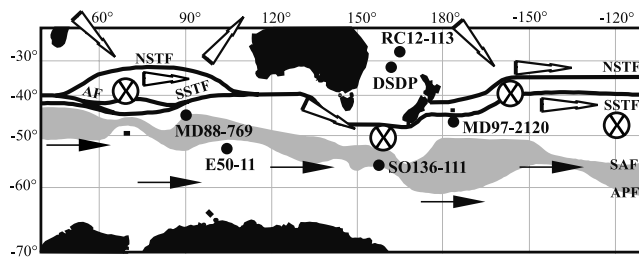 60° 90° 120° 150° -180° -150° -120°
-30°
RC12-113
NSTF
DSDP
NSTF
AF
SSTF
-40°
SSTF
MD88-769
MD97-2120
-50°
E50-11
SO136-111
SAF
-60°
APF
-70°